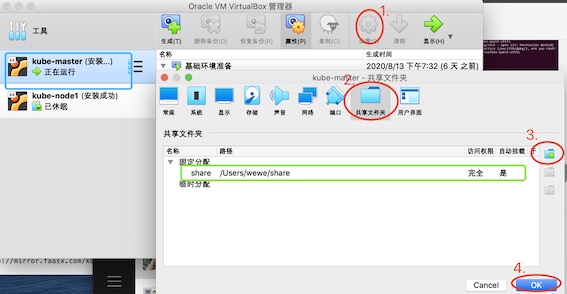 Oracle VM VirtualBox 管理器
1.
工具
生成(T)
删除备份(D)
恢复备份(R)
属性(P)
复制(C)
清除
显示(H)
kube-master (安装...)
正在运行
kube-node1 (安装成功)
已休眠
名称
生成时间
基础环境准备
2020/8/13 下午7:32 (6 天 之前)
kube-master - 共享文件夹
2.
常规
系统
显示
存储
声音
网络
端口
共享文件夹
用户界面
共享文件夹
3.
名称
路径
访问权限
自动挂载
于
固定分配
share
/Users/wewe/share
完全
是
临时分配
4.
Cancel
OK